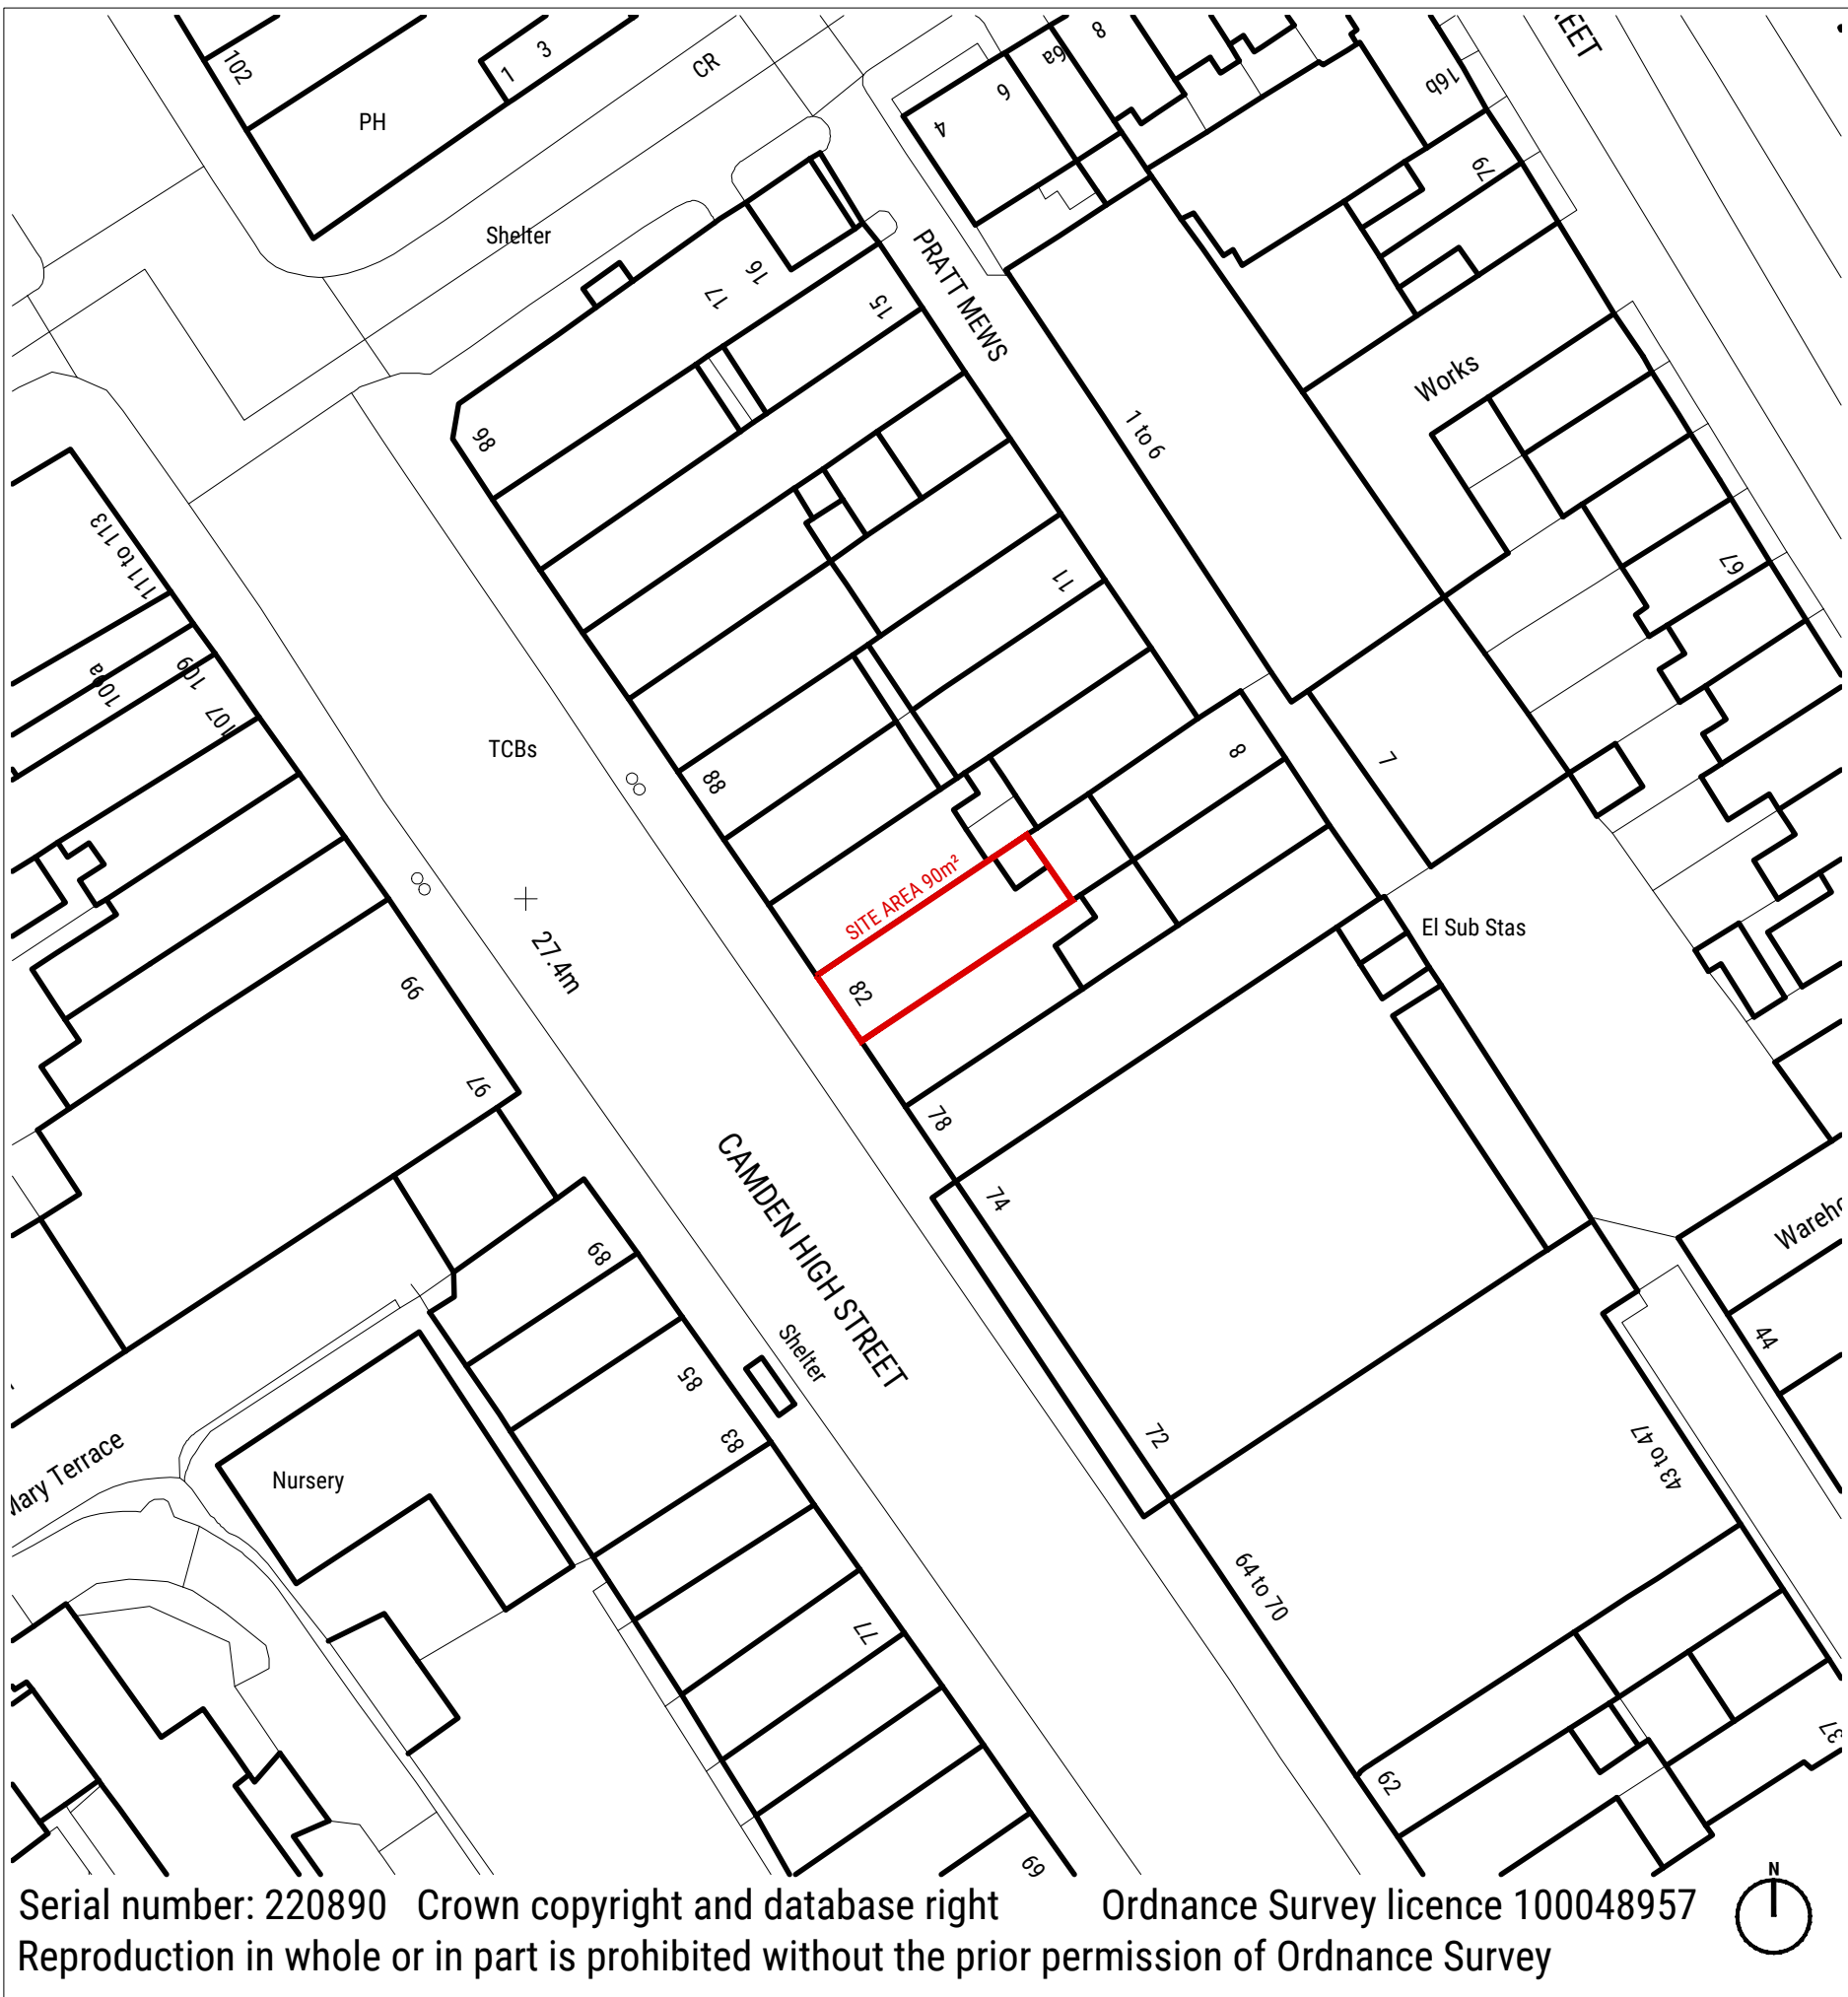 102
PH
1
3
CR
Shelter
4
6
6a
8
16b
EET
79
16
17
15
PRATT MEWS
98
1 to 6
Works
111 to 113
109a
109
107
11
67
TCBs
88
8
7
SITE AREA 90m²
82
El Sub Stas
27.4m
99
97
78
74
CAMDEN HIGH STREET
89
Shelter
85
83
72
44
43 to 47
Wareho
Mary Terrace
Nursery
64 to 70
77
62
37
69
N
Serial number: 220890 Crown copyright and database right Ordnance Survey licence 100048957
Reproduction in whole or in part is prohibited without the prior permission of Ordnance Survey